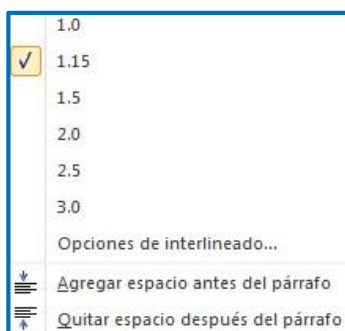 1.0
1.15
1.5
2.0
2.5
3.0
Opciones de interlineado...
Agregar espacio antes del párrafo
Quitar espacio después del párrafo